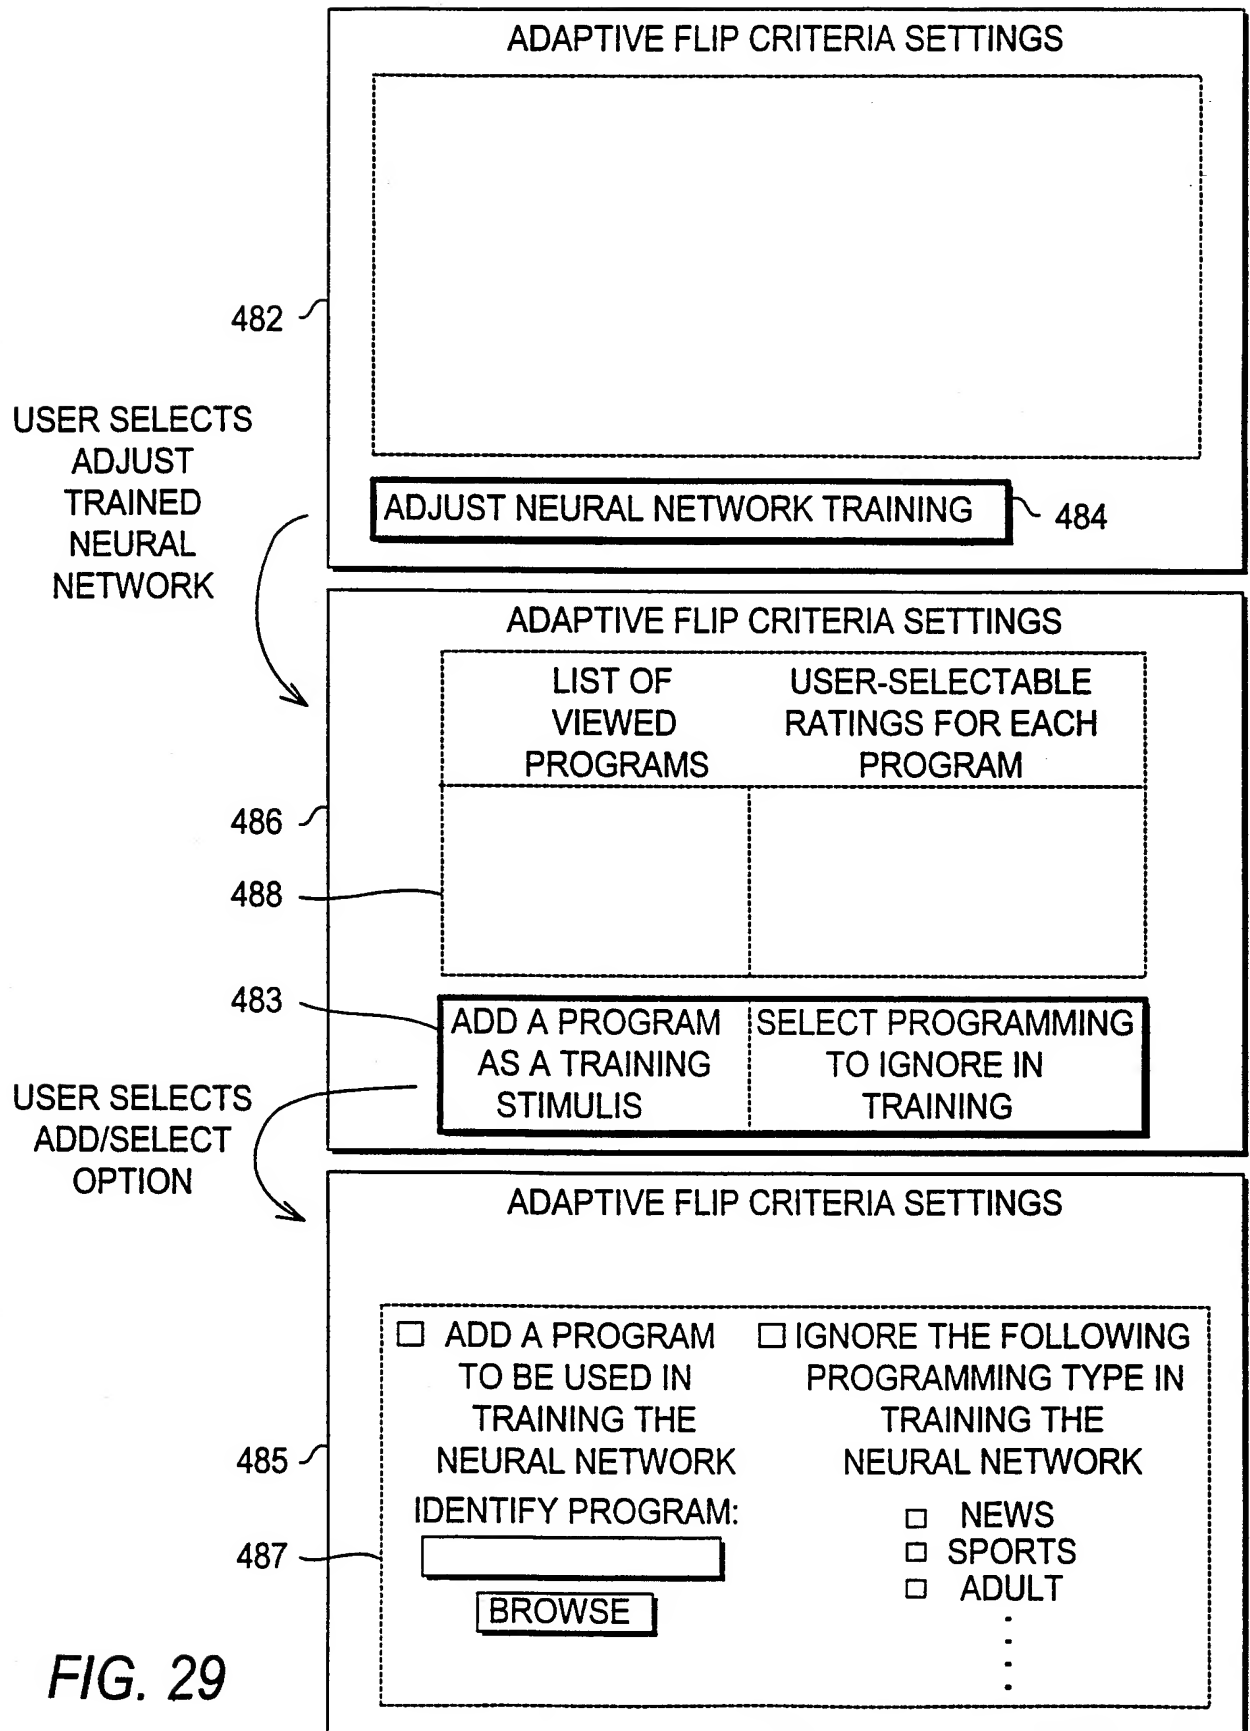 ADAPTIVE FLIP CRITERIA SETTINGS
482
USER SELECTS
ADJUST
TRAINED
NEURAL
NETWORK
ADJUST NEURAL NETWORK TRAINING
484
ADAPTIVE FLIP CRITERIA SETTINGS
LIST OF
VIEWED
PROGRAMS
USER-SELECTABLE
RATINGS FOR EACH
PROGRAM
486
488
483
ADD A PROGRAM
AS A TRAINING
STIMULIS
SELECT PROGRAMMING
TO IGNORE IN
TRAINING
USER SELECTS
ADD/SELECT
OPTION
ADAPTIVE FLIP CRITERIA SETTINGS
ADD A PROGRAM
TO BE USED IN
TRAINING THE
NEURAL NETWORK
IDENTIFY PROGRAM:
BROWSE
IGNORE THE FOLLOWING
PROGRAMMING TYPE IN
TRAINING THE
NEURAL NETWORK
NEWS
SPORTS
ADULT
485
487
FIG. 29